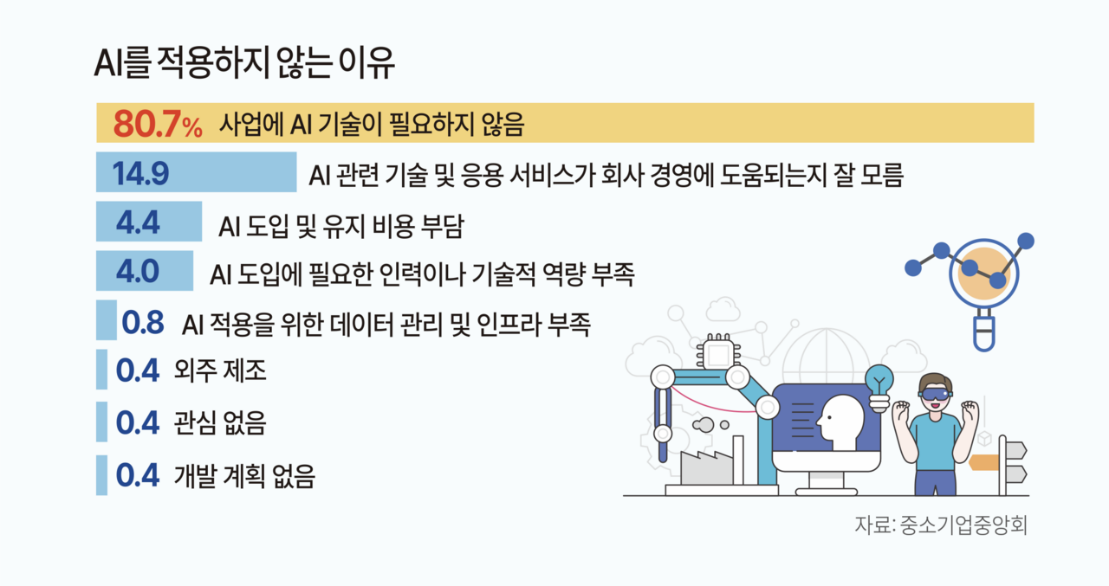 AI를 적용하지 않는 이유
80.7% 사업에 AI 기술이 필요하지 않음
14.9 AI 관련 기술 및 응용 서비스가 회사 경영에 도움되는지 잘 모름
4.4 AI 도입 및 유지 비용 부담
4.0 AI 도입에 필요한 인력이나 기술적 역량 부족
0.8 AI 적용을 위한 데이터 관리 및 인프라 부족
0.4 외주 제조
0.4 관심 없음
0.4 개발 계획 없음
자료: 중소기업중앙회